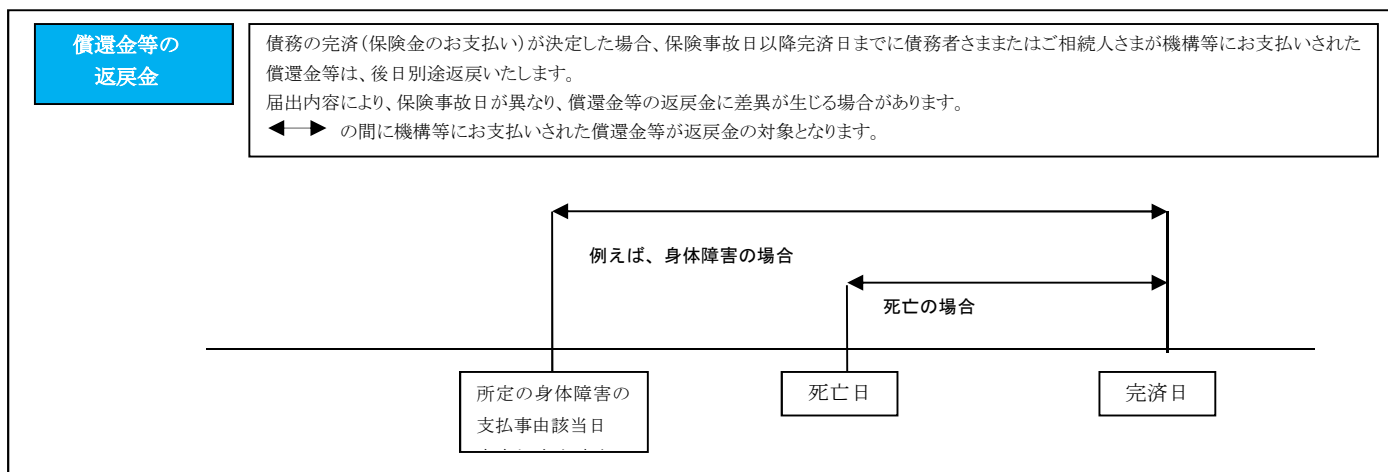 償還金等の
返戻金
債務の完済(保険金のお支払い)が決定した場合、保険事故日以降完済日までに債務者さままたはご相続人さまが機構等にお支払いされた
償還金等は、後日別途返戻いたします。
届出内容により、保険事故日が異なり、償還金等の返戻金に差異が生じる場合があります。
の間に機構等にお支払いされた償還金等が返戻金の対象となります。
例えば、身体障害の場合
死亡の場合
所定の身体障害の
支払事由該当日
死亡日
完済日